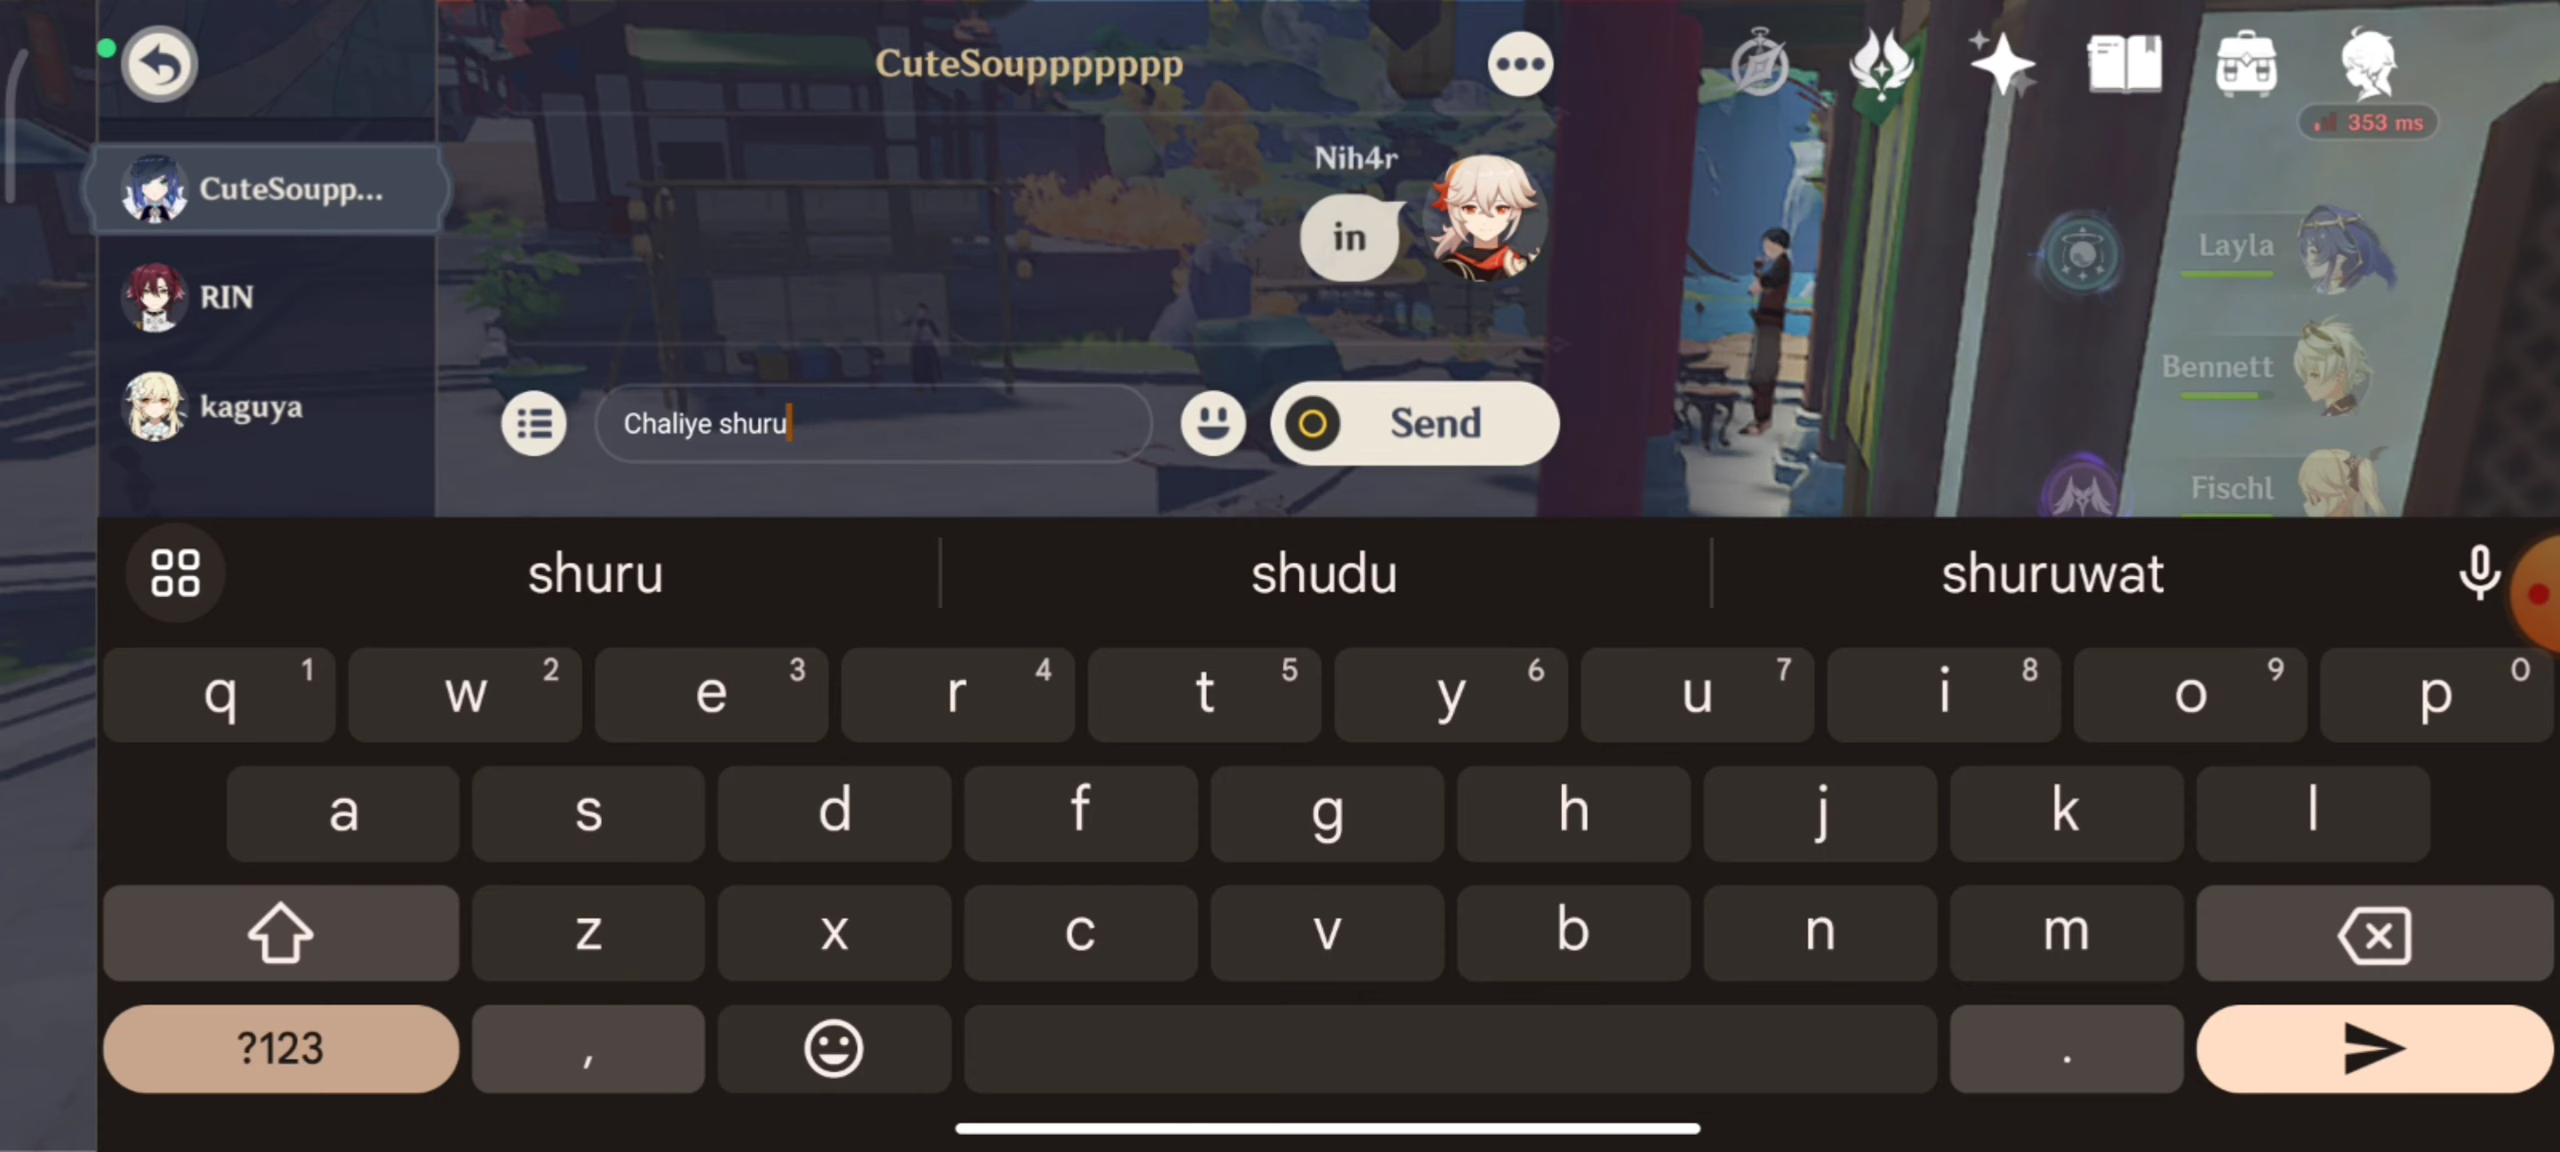 CuteSouppppppp
353 ms
CuteSoupp...
RIN
kaguya
Nih4r
in
Chaliye shuru
Send
Layla
Bennett
Fischl
shuru shudu shuruwat
q 1 w 2 e 3 r 4 t 5 y 6 u 7 i 8 o 9 p 0
a s d f g h j k l
z x c v b n m
?123 , .